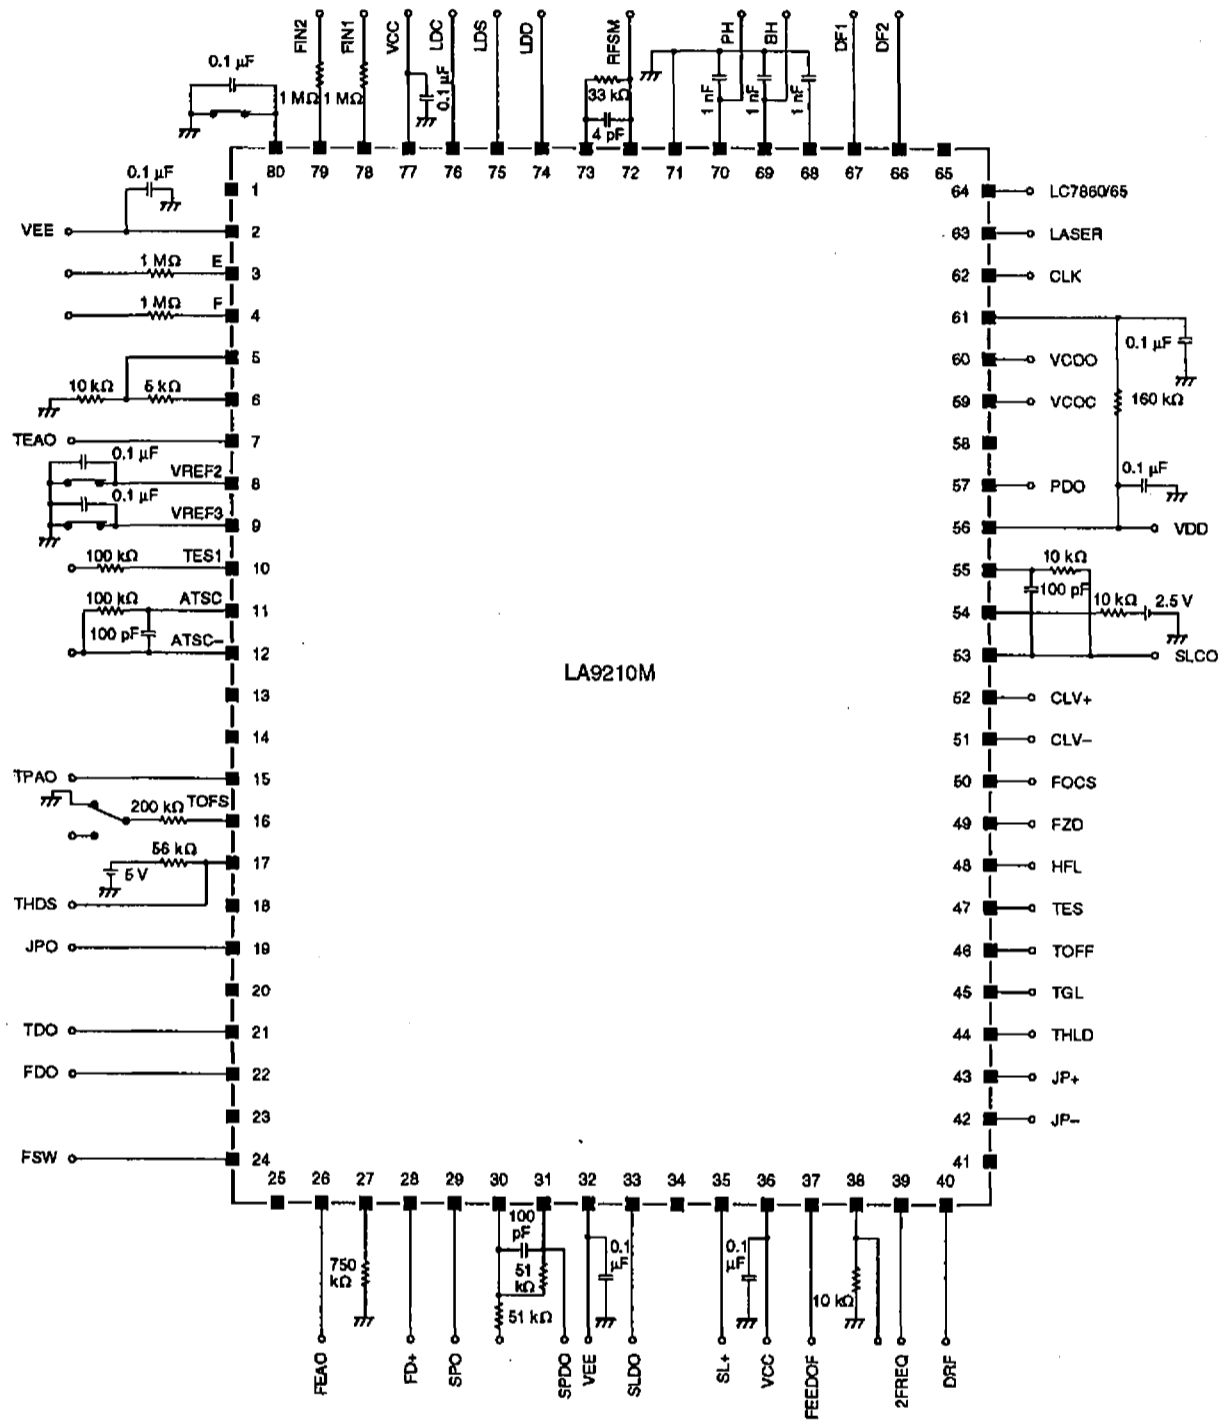 FIN2
FIN1
VCC
LDC
LDS
LDD
RFSM
PH
BH
DF1
DF2
0.1 µF
1 MΩ
1 MΩ
0.1 µF
33 kΩ
4 pF
1 nF
1 nF
1 nF
80 79 78 77 76 75 74 73 72 71 70 69 68 67 66 65
0.1 µF
1
VEE 2
1 MΩ E 3
1 MΩ F 4
5
10 kΩ 5 kΩ 6
TEAO 7
0.1 µF
VREF2 8
0.1 µF
VREF3 9
100 kΩ TES1 10
100 kΩ ATSC 11
100 pF
ATSC– 12
13
14
TPAO 15
200 kΩ TOFS 16
56 kΩ 17
5 V
THDS 18
JPO 19
20
TDO 21
FDO 22
23
FSW 24
LA9210M
64 LC7860/65
63 LASER
62 CLK
61
0.1 µF
60 VCOO
59 VCOC
160 kΩ
58
0.1 µF
57 PDO
56 VDD
55 10 kΩ
100 pF
54 10 kΩ 2.5 V
53 SLCO
52 CLV+
51 CLV–
50 FOCS
49 FZD
48 HFL
47 TES
46 TOFF
45 TGL
44 THLD
43 JP+
42 JP–
41
25 26 27 28 29 30 31 32 33 34 35 36 37 38 39 40
750 kΩ
100 pF
51 kΩ
51 kΩ
0.1 µF
0.1 µF
10 kΩ
FEAO
FD+
SPO
SPDO
VEE
SLDO
SL+
VCC
FEEDOF
2FREQ
DRF